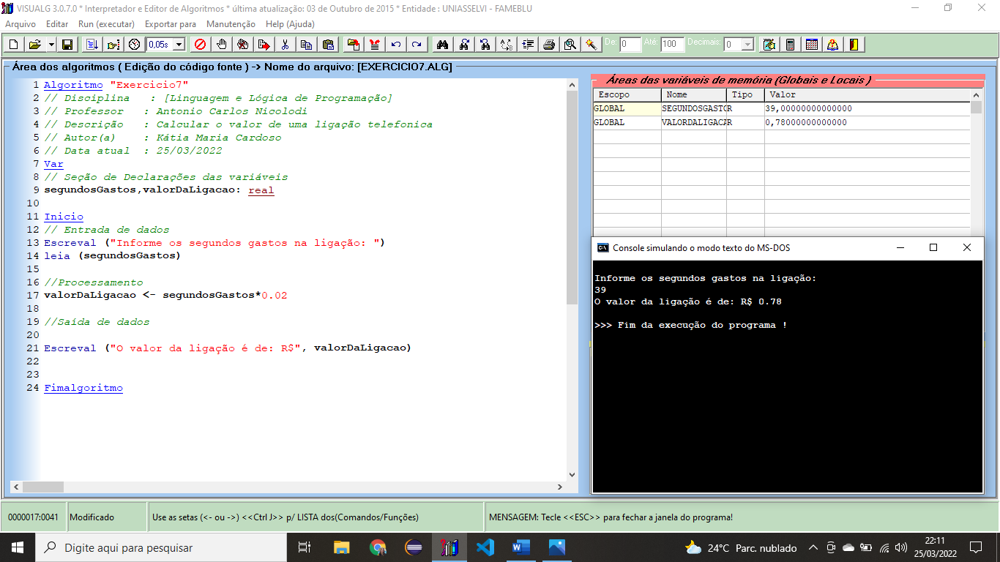 VISUALG 3.0.7.0 * Interpretador e Editor de Algoritmos * última atualização: 03 de Outubro de 2015 * Entidade : UNIASSELVI - FAMEBLU
Arquivo Editar Run (executar) Exportar para Manutenção Help (Ajuda)
0,05s De: 0 Até: 100 Decimais: 0
Área dos algoritmos ( Edição do código fonte ) -> Nome do arquivo: [EXERCICIO7.ALG]
1 Algoritmo "Exercicio7"
2 // Disciplina : [Linguagem e Lógica de Programação]
3 // Professor : Antonio Carlos Nicolodi
4 // Descrição : Calcular o valor de uma ligação telefonica
5 // Autor(a) : Kátia Maria Cardoso
6 // Data atual : 25/03/2022
7 Var
8 // Seção de Declarações das variáveis
9 segundosGastos,valorDaLigacao: real
10
11 Inicio
12 // Entrada de dados
13 Escreval ("Informe os segundos gastos na ligação: ")
14 leia (segundosGastos)
15
16 //Processamento
17 valorDaLigacao <- segundosGastos*0.02
18
19 //Saída de dados
20
21 Escreval ("O valor da ligação é de: R$", valorDaLigacao)
22
23
24 Fimalgoritmo
Áreas das variáveis de memória (Globais e Locais )
Escopo Nome Tipo Valor
GLOBAL SEGUNDOSGASTO R 39,00000000000000
GLOBAL VALORDALIGACA R 0,78000000000000
Console simulando o modo texto do MS-DOS
Informe os segundos gastos na ligação:
39
O valor da ligação é de: R$ 0.78
>>> Fim da execução do programa !
0000017:0041 Modificado Use as setas (<- ou ->) <<Ctrl J>> p/ LISTA dos(Comandos/Funções) MENSAGEM: Tecle <<ESC>> para fechar a janela do programa!
Digite aqui para pesquisar
24°C Parc. nublado
22:11
25/03/2022